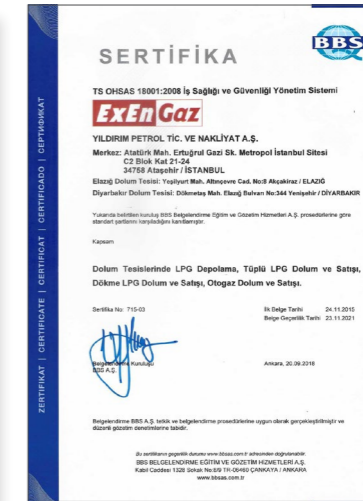 BBS
SERTİFİKA
TS OHSAS 18001:2008 İş Sağlığı ve Güvenliği Yönetim Sistemi
ExEn Gaz
YILDIRIM PETROL TİC. VE NAKLİYAT A.Ş.
Merkez: Atatürk Mah. Ertuğrul Gazi Sk. Metropol İstanbul Sitesi
C2 Blok Kat 21-24
34758 Ataşehir / İSTANBUL
Elazığ Dolum Tesisi: Yeşilyurt Mah. Altınçevre Cad. No:8 Akçakiraz / ELAZIĞ
Diyarbakır Dolum Tesisi: Dökmetaş Mah. Elazığ Bulvarı No:344 Yenişehir / DİYARBAKIR
Yukarıda belirtilen kuruluş BBS Belgelendirme Eğitim ve Gözetim Hizmetleri A.Ş. prosedürlerine göre
standart şartlarını karşıladığını kanıtlamıştır.
Kapsam
Dolum Tesislerinde LPG Depolama, Tüplü LPG Dolum ve Satışı,
Dökme LPG Dolum ve Satışı, Otogaz Dolum ve Satışı.
Sertifika No 715-03
İlk Belge Tarihi 24.11.2015
Belge Geçerlilik Tarihi 23.11.2021
Belgelendirme Kuruluşu
BBS A.Ş.
Ankara, 20.09.2018
Belgelendirme BBS A.Ş. tetkik ve belgelendirme prosedürlerine uygun olarak gerçekleştirilmiştir ve
düzenli gözetim denetimlerine tabidir.
Bu sertifikanın geçerlilik durumu www.bbsas.com.tr adresinden doğrulanabilir.
BBS BELGELENDİRME EĞİTİM VE GÖZETİM HİZMETLERİ A.Ş.
Kabil Caddesi 1328 Sokak No:8/9 TR-06460 ÇANKAYA / ANKARA
www.bbsas.com.tr
ZERTIFIKAT | CERTIFICATE | CERTIFICAT | CERTIFICADO | СЕРТИФИКАТ